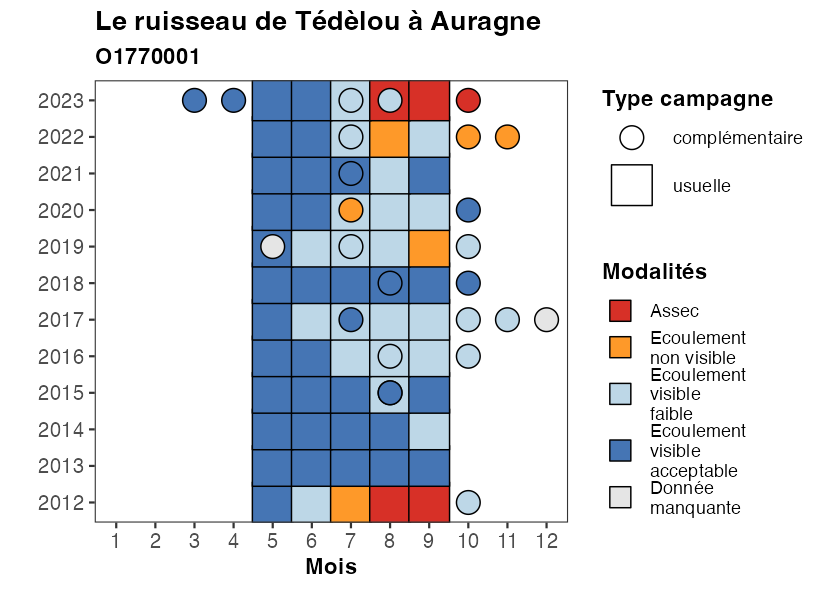 Le ruisseau de Tédèlou à Auragne
O1770001
2023
2022
2021
2020
2019
2018
2017
2016
2015
2014
2013
2012
1 2 3 4 5 6 7 8 9 10 11 12
Mois
Type campagne
complémentaire
usuelle
Modalités
Assec
Ecoulement
non visible
Ecoulement
visible
faible
Ecoulement
visible
acceptable
Donnée
manquante